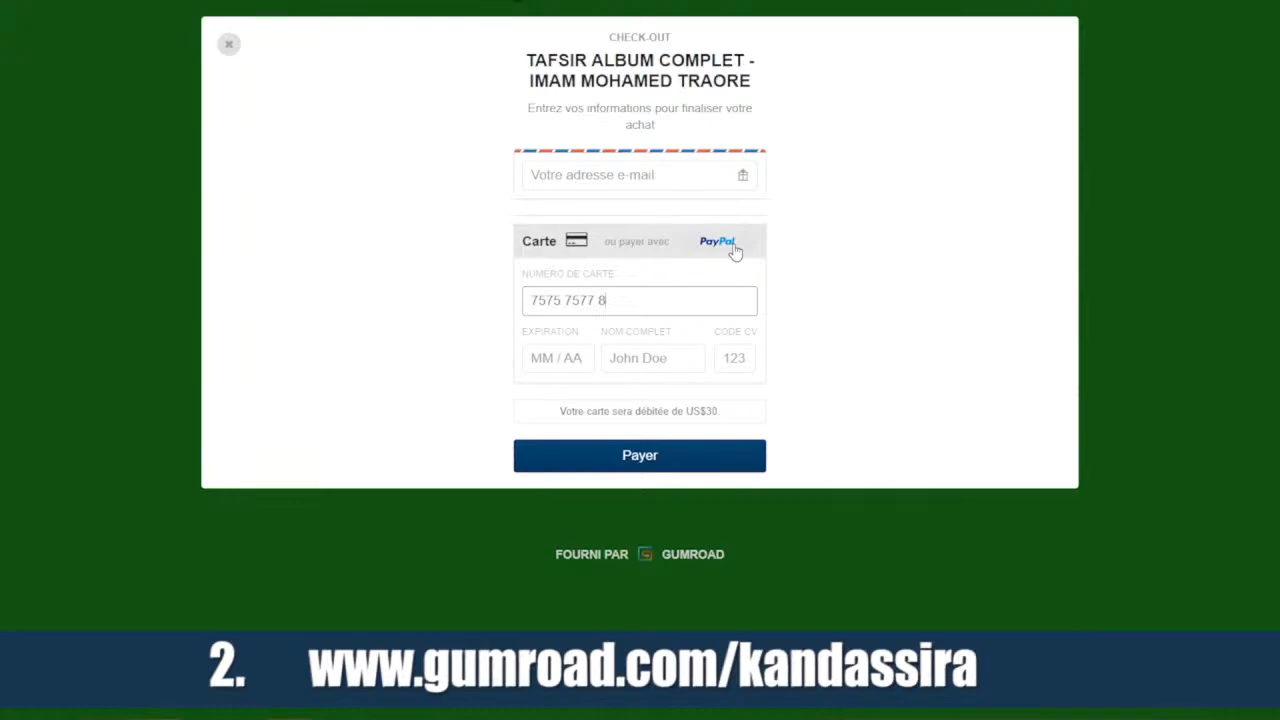 CHECK-OUT
TAFSIR ALBUM COMPLET -
IMAM MOHAMED TRAORE
Entrez vos informations pour finaliser votre
achat
Votre adresse e-mail
Carte ou payer avec PayPal
NUMÉRO DE CARTE
7575 7577 8
EXPIRATION NOM COMPLET CODE CV
MM / AA John Doe 123
Votre carte sera débitée de US$30.
Payer
FOURNI PAR GUMROAD
2. www.gumroad.com/kandassira